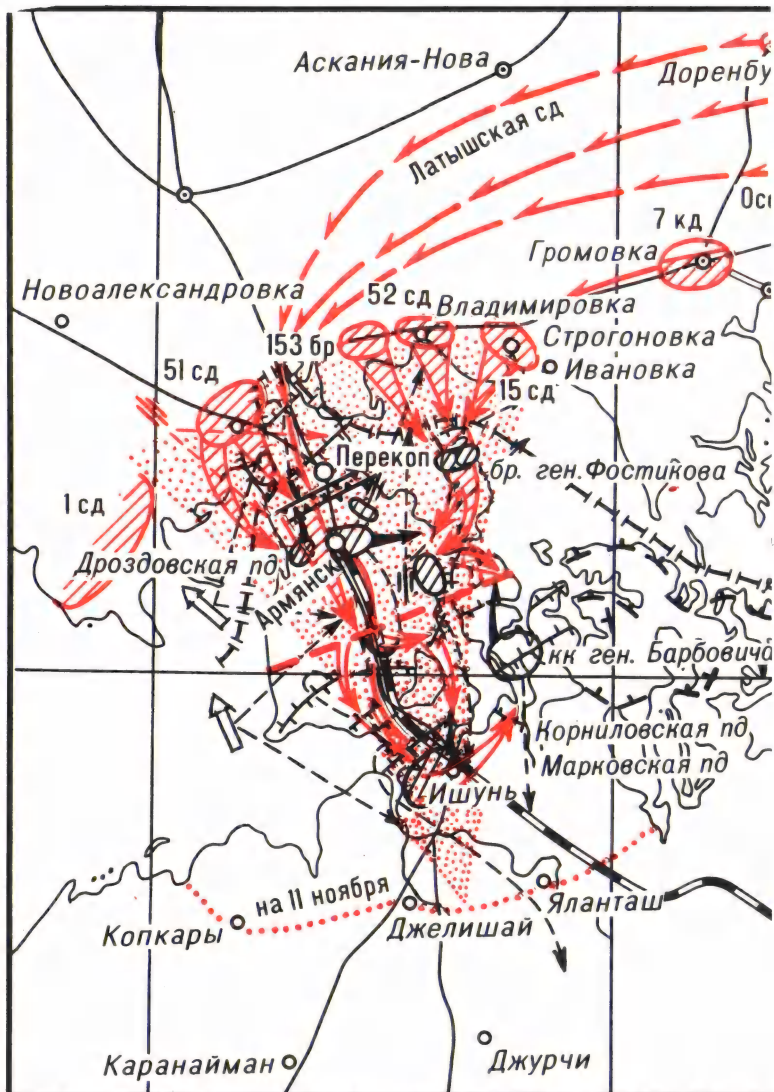 Аскания-Нова
Доренбу
Латышская сд
Осе
7 кд
Громовка
Новоалександровка
52 сд
Владимировка
153 бр
Строгоновка
51 сд
Ивановка
15 сд
Перекоп
бр. ген. Фостикова
1 сд
Дроздовская пд
Армянск
кк ген. Барбовича
Корниловская пд
Марковская пд
Ишунь
на 11 ноября
Яланташ
Копкары
Джелишай
Каранайман
Джурчи